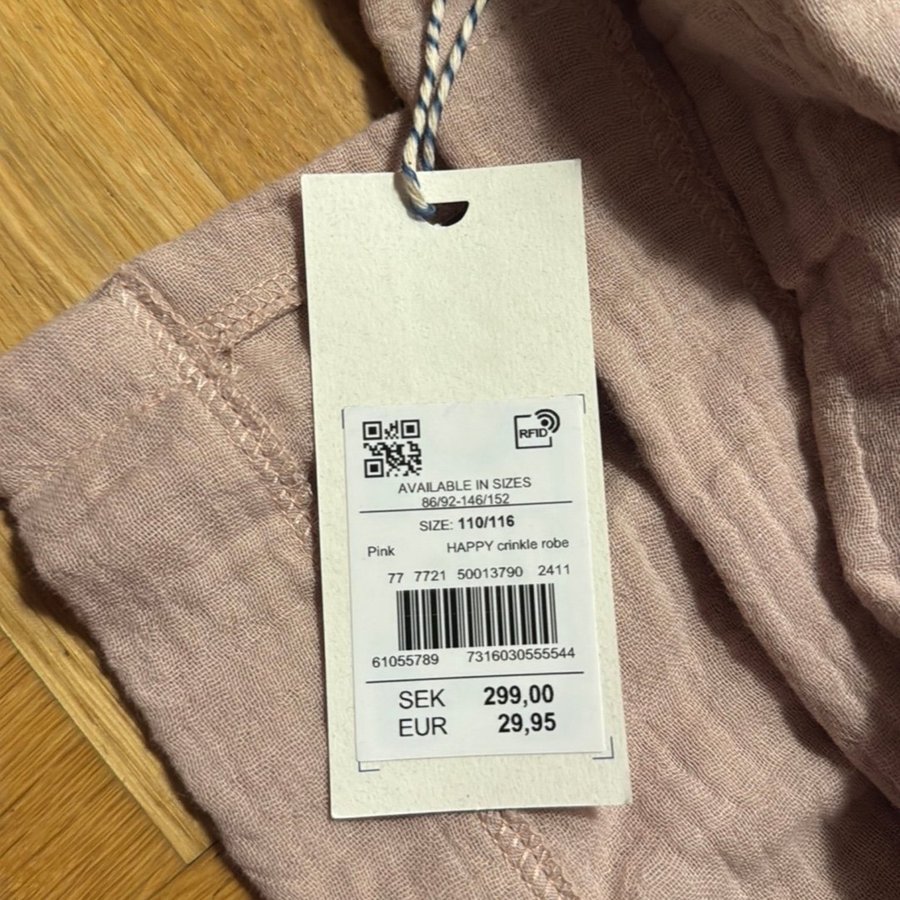 RFID
AVAILABLE IN SIZES
86/92-146/152
SIZE: 110/116
Pink HAPPY crinkle robe
77 7721 50013790 2411
61055789 7316030555544
SEK 299,00
EUR 29,95